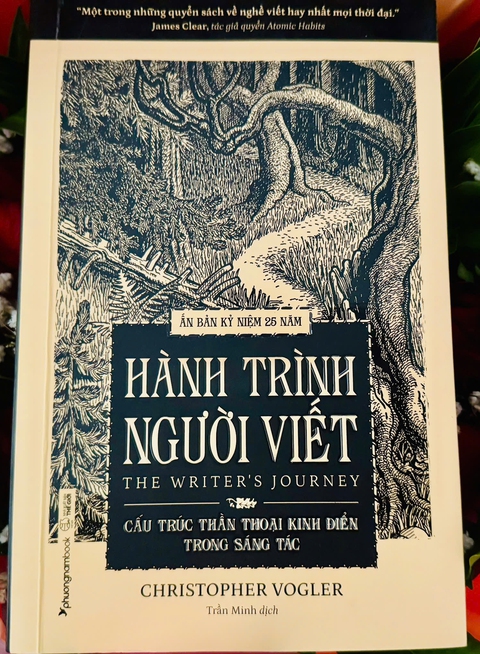 “Một trong những quyển sách về nghề viết hay nhất mọi thời đại.”
James Clear, tác giả quyển Atomic Habits
ẤN BẢN KỶ NIỆM 25 NĂM
HÀNH TRÌNH
NGƯỜI VIẾT
THE WRITER'S JOURNEY
CẤU TRÚC THẦN THOẠI KINH ĐIỂN
TRONG SÁNG TÁC
CHRISTOPHER VOGLER
Trần Minh dịch
phuongnambook
THẾ GIỚI